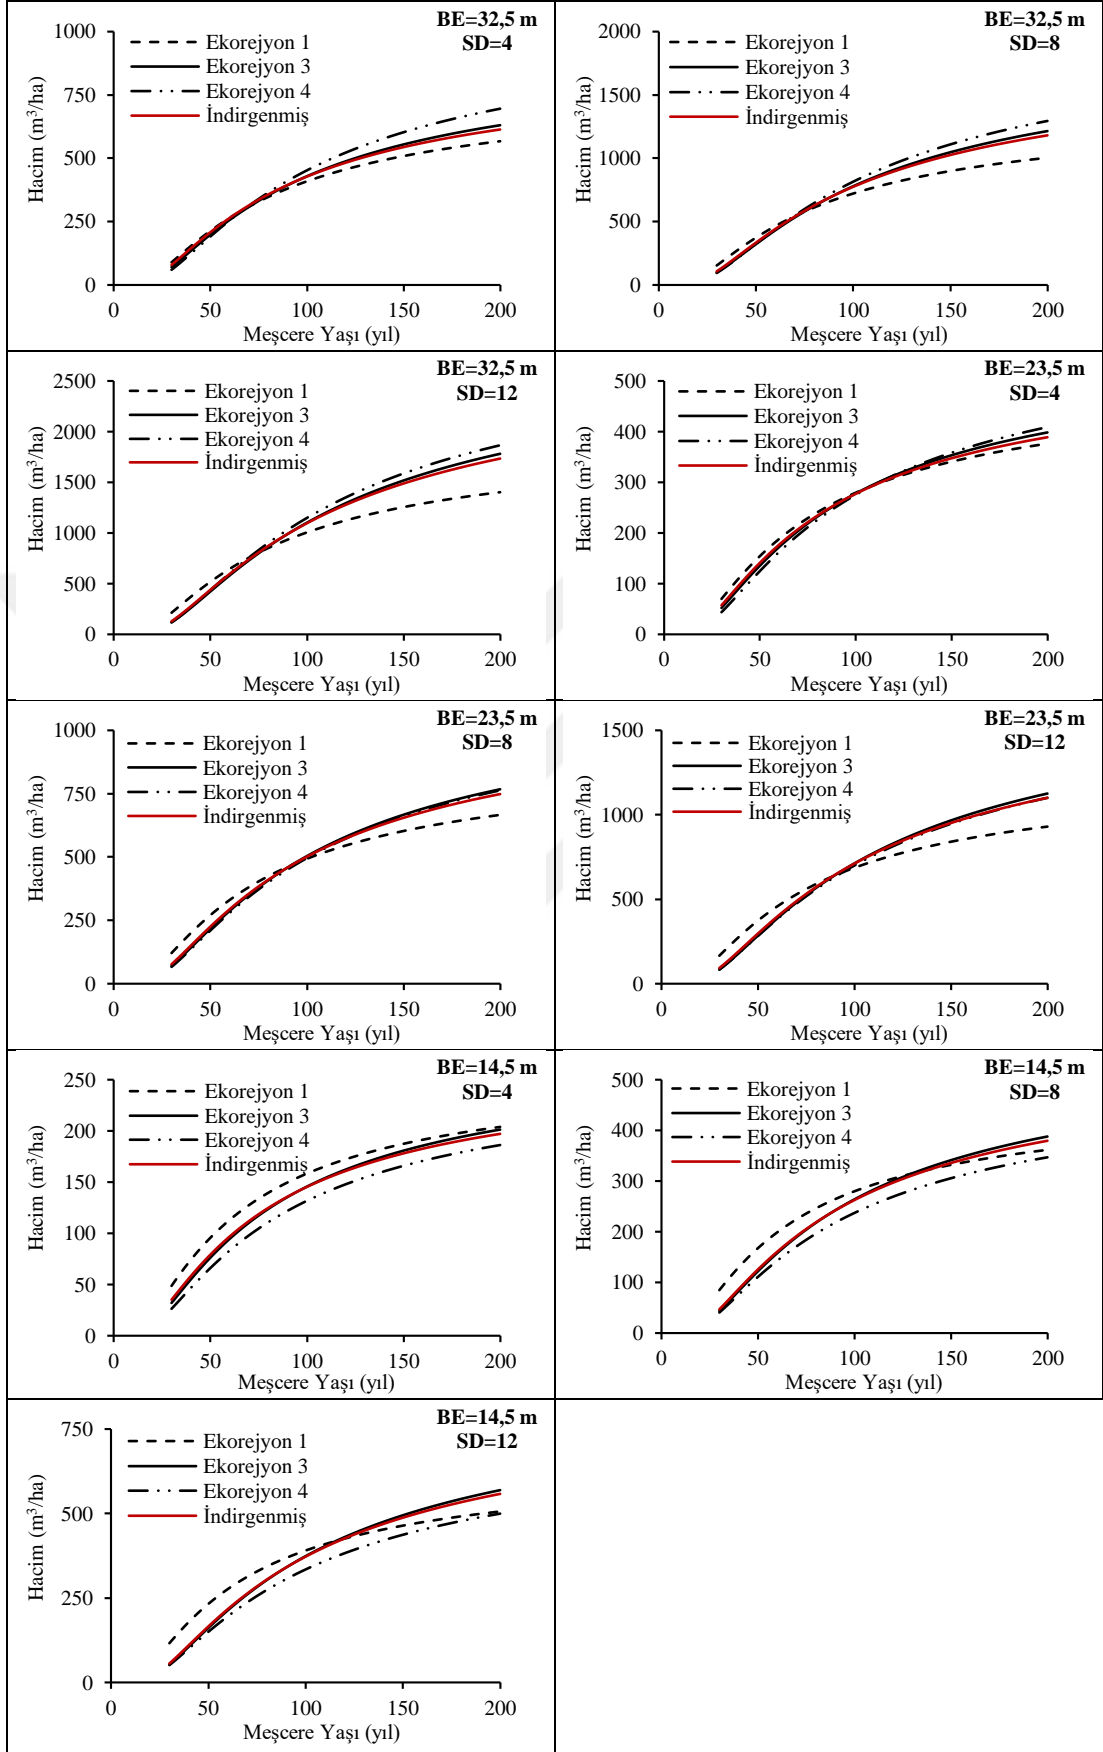 BE=32,5 m
SD=4
Ekorejyon 1
Ekorejyon 3
Ekorejyon 4
İndirgenmiş
1000
750
500
250
0
Hacim (m³/ha)
0 50 100 150 200
Meşcere Yaşı (yıl)
BE=32,5 m
SD=8
Ekorejyon 1
Ekorejyon 3
Ekorejyon 4
İndirgenmiş
2000
1500
1000
500
0
Hacim (m³/ha)
0 50 100 150 200
Meşcere Yaşı (yıl)
BE=32,5 m
SD=12
Ekorejyon 1
Ekorejyon 3
Ekorejyon 4
İndirgenmiş
2500
2000
1500
1000
500
0
Hacim (m³/ha)
0 50 100 150 200
Meşcere Yaşı (yıl)
BE=23,5 m
SD=4
Ekorejyon 1
Ekorejyon 3
Ekorejyon 4
İndirgenmiş
500
400
300
200
100
0
Hacim (m³/ha)
0 50 100 150 200
Meşcere Yaşı (yıl)
BE=23,5 m
SD=8
Ekorejyon 1
Ekorejyon 3
Ekorejyon 4
İndirgenmiş
1000
750
500
250
0
Hacim (m³/ha)
0 50 100 150 200
Meşcere Yaşı (yıl)
BE=23,5 m
SD=12
Ekorejyon 1
Ekorejyon 3
Ekorejyon 4
İndirgenmiş
1500
1000
500
0
Hacim (m³/ha)
0 50 100 150 200
Meşcere Yaşı (yıl)
BE=14,5 m
SD=4
Ekorejyon 1
Ekorejyon 3
Ekorejyon 4
İndirgenmiş
250
200
150
100
50
0
Hacim (m³/ha)
0 50 100 150 200
Meşcere Yaşı (yıl)
BE=14,5 m
SD=8
Ekorejyon 1
Ekorejyon 3
Ekorejyon 4
İndirgenmiş
500
400
300
200
100
0
Hacim (m³/ha)
0 50 100 150 200
Meşcere Yaşı (yıl)
BE=14,5 m
SD=12
Ekorejyon 1
Ekorejyon 3
Ekorejyon 4
İndirgenmiş
750
500
250
0
Hacim (m³/ha)
0 50 100 150 200
Meşcere Yaşı (yıl)